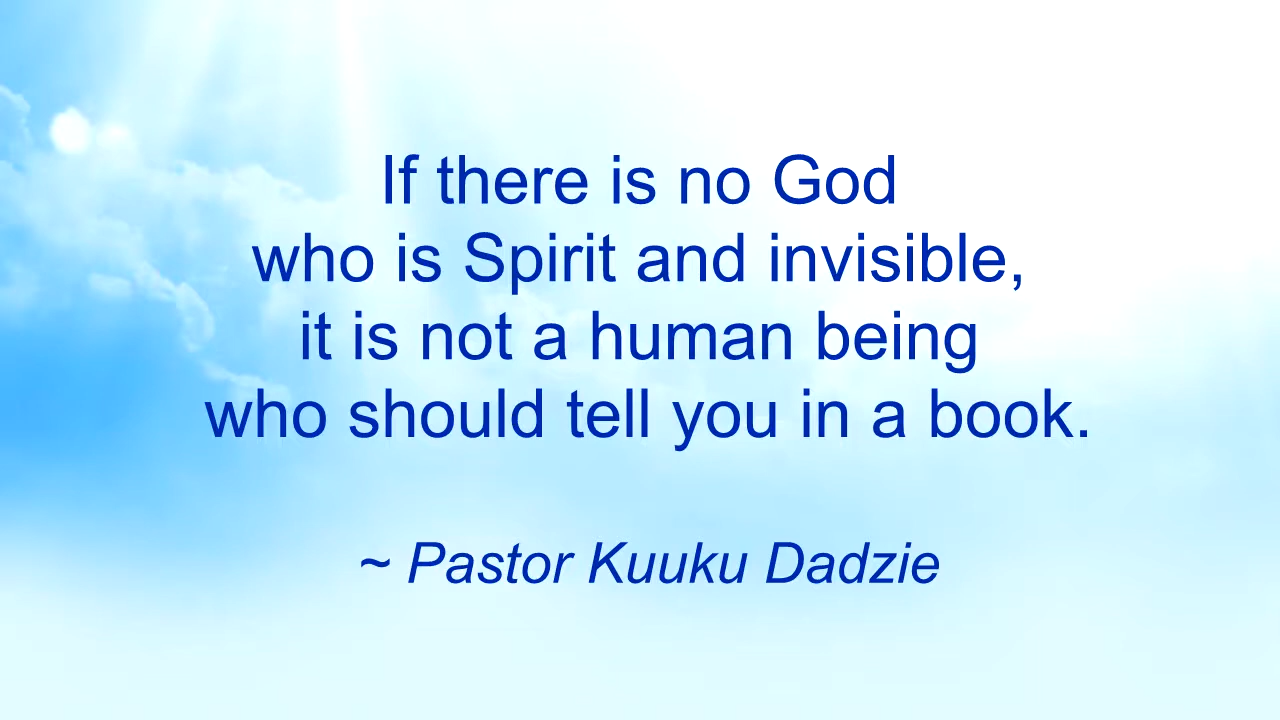 If there is no God
who is Spirit and invisible,
it is not a human being
who should tell you in a book.
~ Pastor Kuuku Dadzie